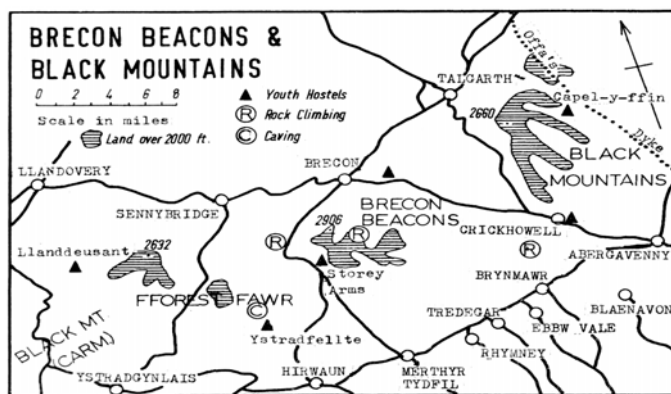 BRECON BEACONS &
BLACK MOUNTAINS
0 2 4 6 8
Scale in miles
Land over 2000 ft.
▲ Youth Hostels
Ⓡ Rock Climbing
Ⓒ Caving
Offa's
Dyke
TALGARTH
Capel-y-ffin
2660
BLACK
MOUNTAINS
LLANDOVERY
BRECON
SENNYBRIDGE
BRECON
BEACONS
2906
CRICKHOWELL
ABERGAVENNY
Llanddeusant
2632
Storey
Arms
FFOREST FAWR
BRYNMAWR
BLACK MT.
(CARM)
Ystradfellte
TREDEGAR
BLAENAVON
EBBW VALE
RHYMNEY
YSTRADGYNLAIS
HIRWAUN
MERTHYR
TYDFIL